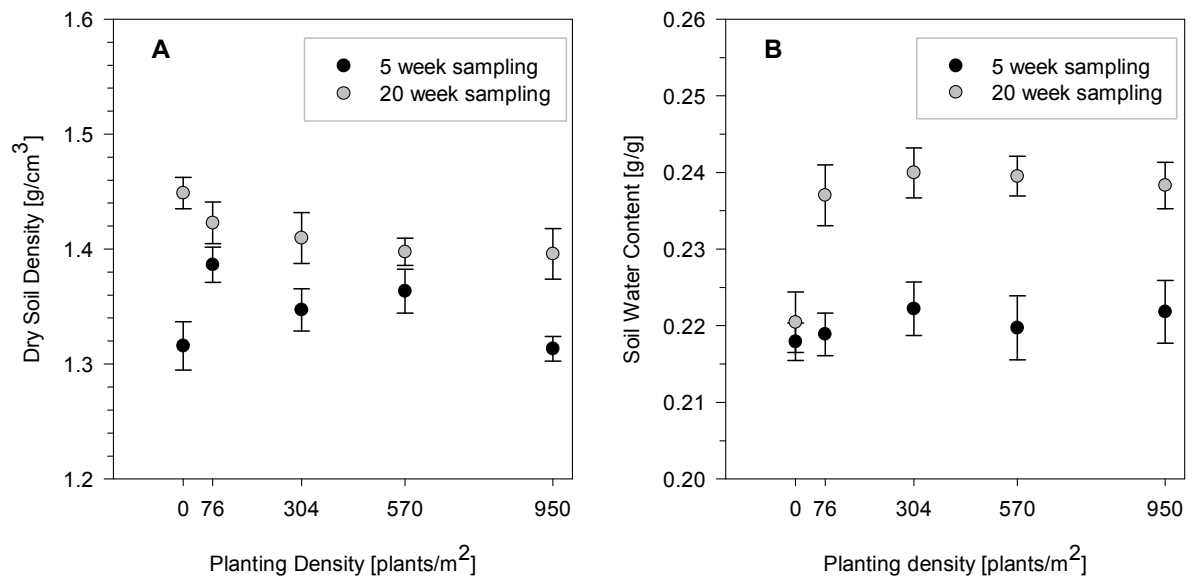 A
5 week sampling
20 week sampling
Dry Soil Density [g/cm³]
1.6
1.5
1.4
1.3
1.2
0 76 304 570 950
Planting Density [plants/m²]
B
5 week sampling
20 week sampling
Soil Water Content [g/g]
0.26
0.25
0.24
0.23
0.22
0.21
0.20
0 76 304 570 950
Planting density [plants/m²]